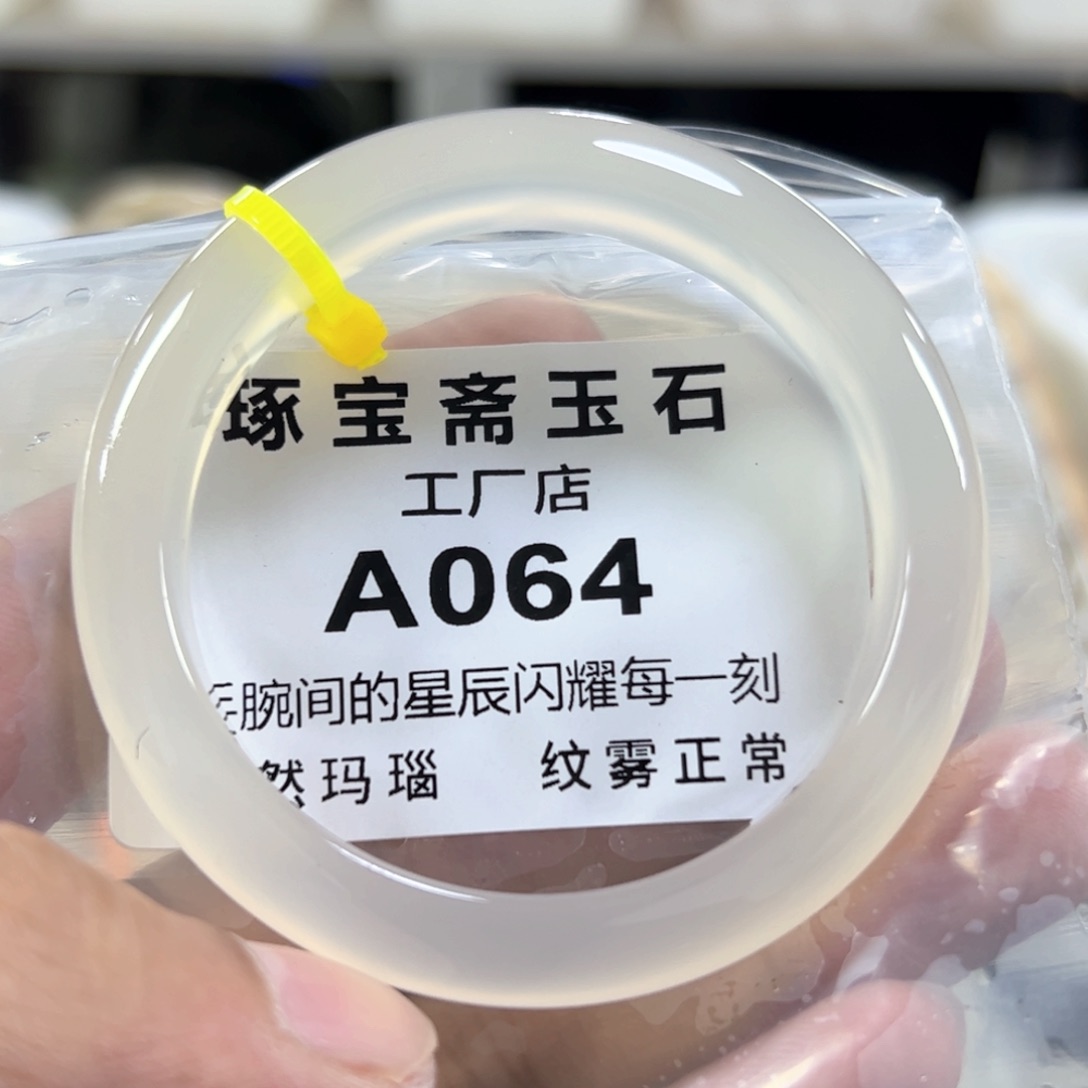 琢宝斋玉石
工厂店
A064
腕间的星辰闪耀每一刻
然玛瑙 纹雾正常